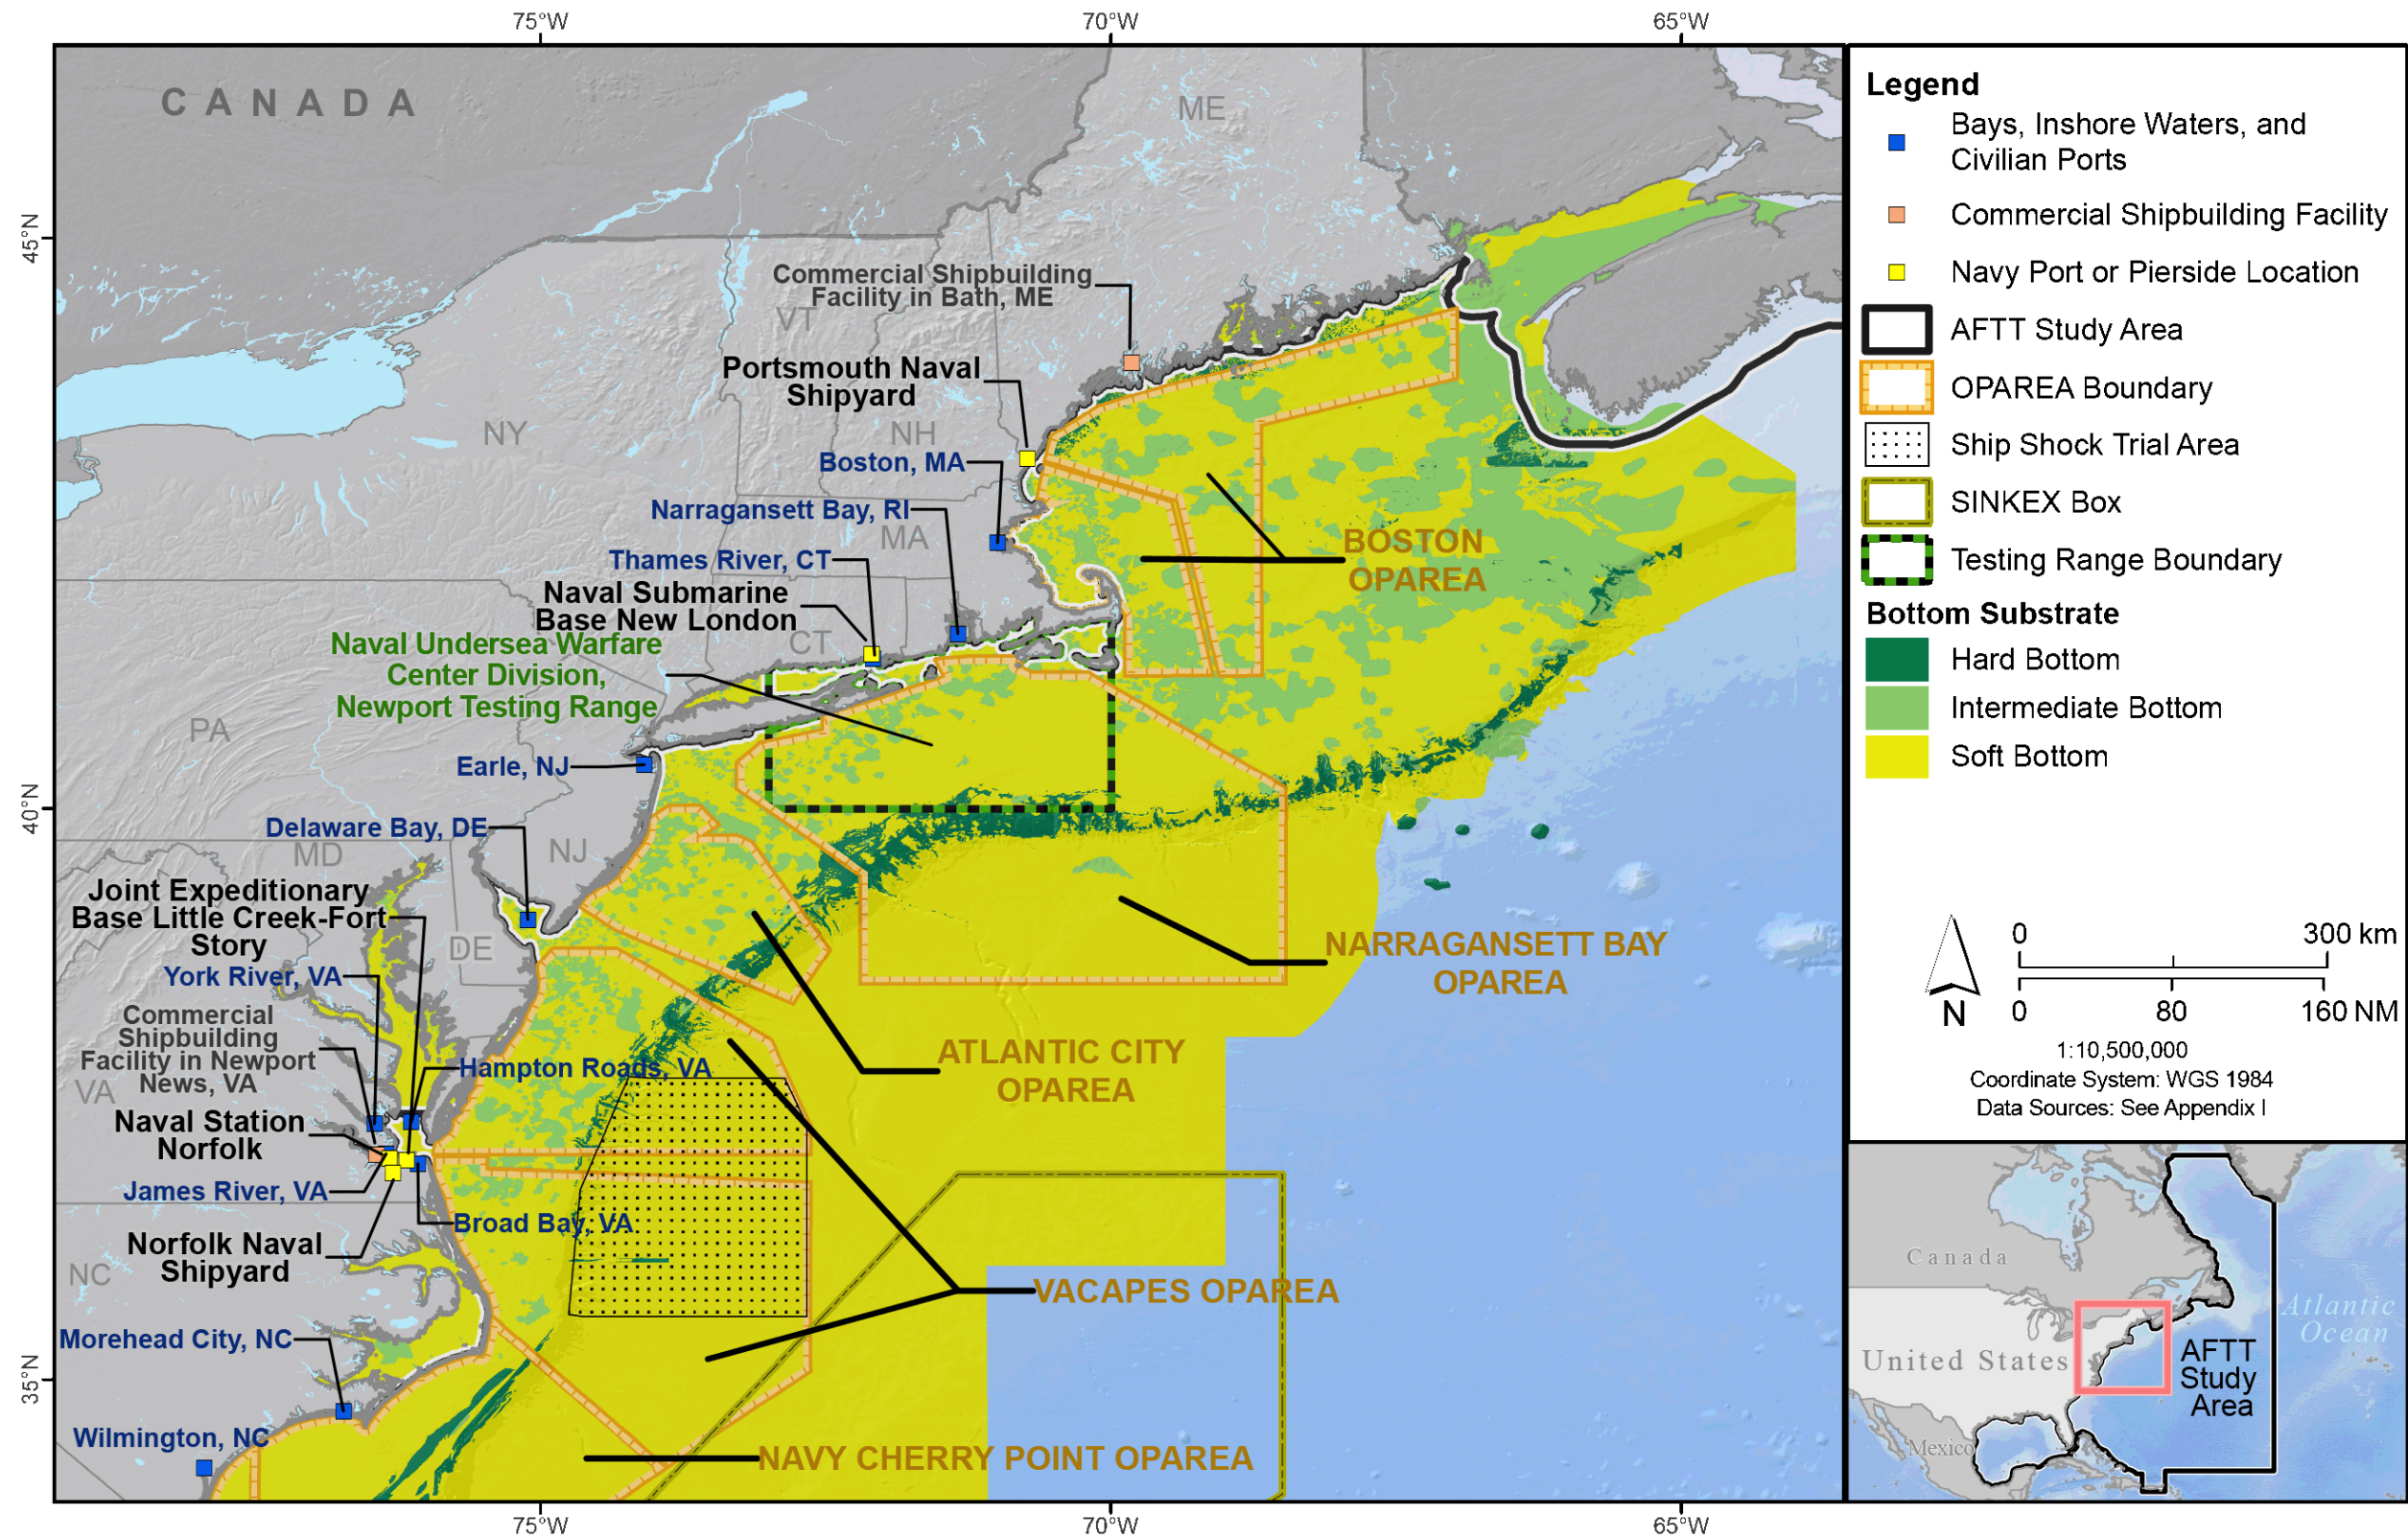 75°W
70°W
65°W
CANADA
ME
45°N
Commercial Shipbuilding
Facility in Bath, ME
VT
Portsmouth Naval
Shipyard
NY
NH
Boston, MA
Narragansett Bay, RI
MA
Thames River, CT
Naval Submarine
Base New London
CT
Naval Undersea Warfare
Center Division,
Newport Testing Range
BOSTON
OPAREA
PA
Earle, NJ
40°N
Delaware Bay, DE
MD
NJ
Joint Expeditionary
Base Little Creek-Fort
Story
DE
York River, VA
NARRAGANSETT BAY
OPAREA
Commercial
Shipbuilding
Facility in Newport
News, VA
VA
Hampton Roads, VA
ATLANTIC CITY
OPAREA
Naval Station
Norfolk
James River, VA
Broad Bay, VA
Norfolk Naval
Shipyard
NC
VACAPES OPAREA
Morehead City, NC
35°N
Wilmington, NC
NAVY CHERRY POINT OPAREA
75°W
70°W
65°W
Legend
Bays, Inshore Waters, and
Civilian Ports
Commercial Shipbuilding Facility
Navy Port or Pierside Location
AFTT Study Area
OPAREA Boundary
Ship Shock Trial Area
SINKEX Box
Testing Range Boundary
Bottom Substrate
Hard Bottom
Intermediate Bottom
Soft Bottom
N
0 300 km
0 80 160 NM
1:10,500,000
Coordinate System: WGS 1984
Data Sources: See Appendix I
Canada
United States
Mexico
Atlantic
Ocean
AFTT
Study
Area